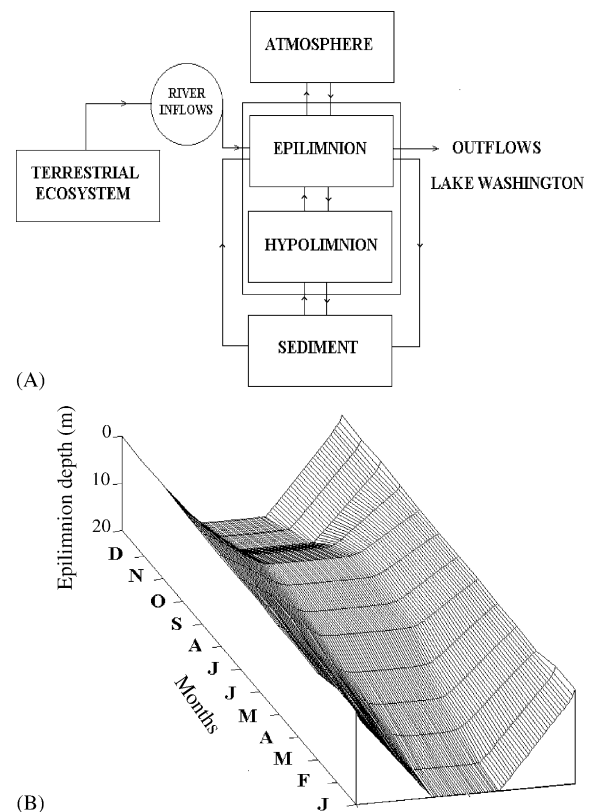 ATMOSPHERE
RIVER
INFLOWS
EPILIMNION
OUTFLOWS
TERRESTRIAL
ECOSYSTEM
LAKE WASHINGTON
HYPOLIMNION
SEDIMENT
(A)
Epilimnion depth (m)
0
10
20
D
N
O
S
A
J
J
M
A
M
F
J
Months
(B)